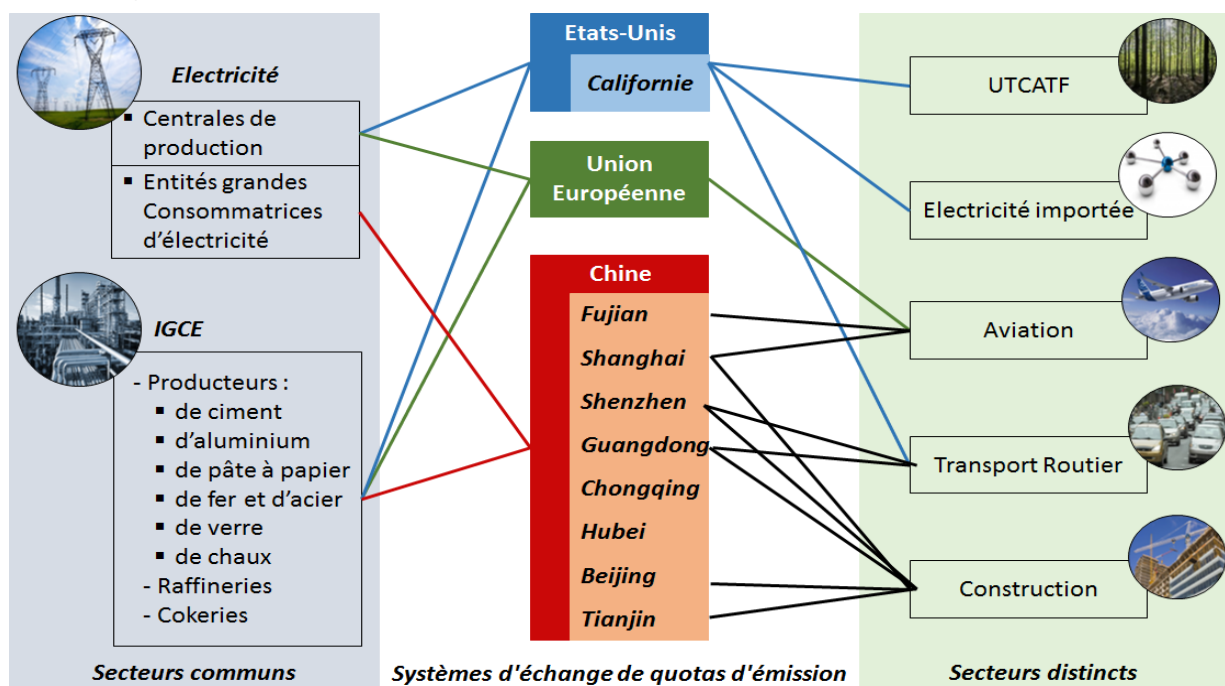 Electricité
▪ Centrales de
production
▪ Entités grandes
Consommatrices
d’électricité
IGCE
- Producteurs :
▪ de ciment
▪ d’aluminium
▪ de pâte à papier
▪ de fer et d’acier
▪ de verre
▪ de chaux
- Raffineries
- Cokeries
Secteurs communs
Etats-Unis
Californie
Union
Européenne
Chine
Fujian
Shanghai
Shenzhen
Guangdong
Chongqing
Hubei
Beijing
Tianjin
Systèmes d'échange de quotas d'émission
UTCATF
Electricité importée
Aviation
Transport Routier
Construction
Secteurs distincts